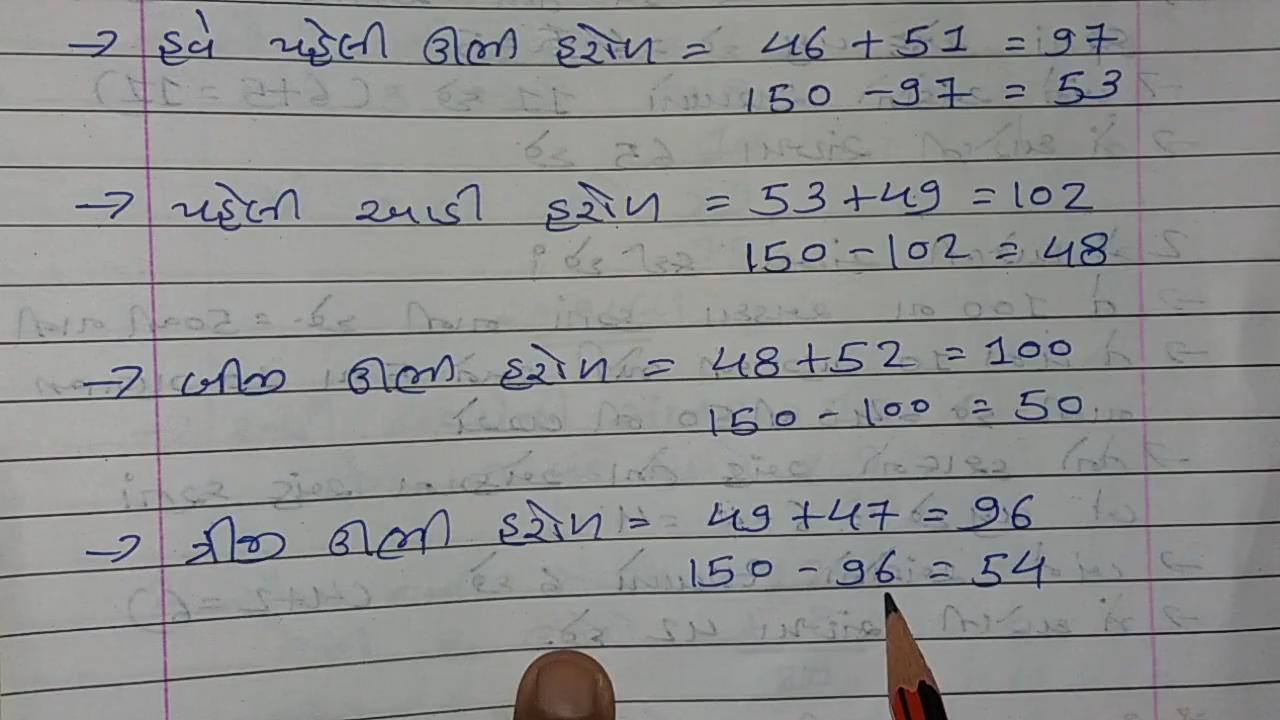 → હવે પહેલી ઊભી હરોળ = 46 + 51 = 97
150 - 97 = 53
→ પહેલી આડી હરોળ = 53 + 49 = 102
150 - 102 = 48
→ બીજી ઊભી હરોળ = 48 + 52 = 100
150 - 100 = 50
→ ત્રીજી ઊભી હરોળ = 49 + 47 = 96
150 - 96 = 54